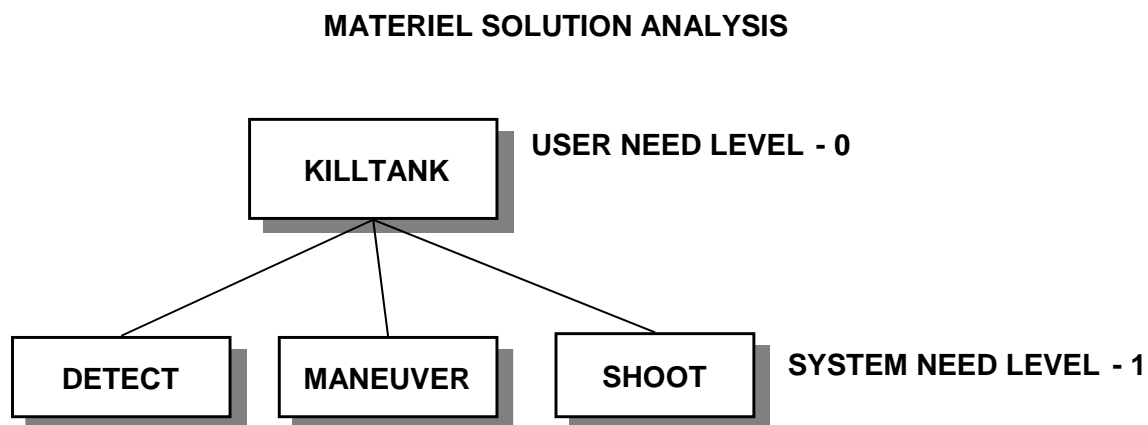 MATERIEL SOLUTION ANALYSIS
KILLTANK
USER NEED LEVEL - 0
DETECT
MANEUVER
SHOOT
SYSTEM NEED LEVEL - 1